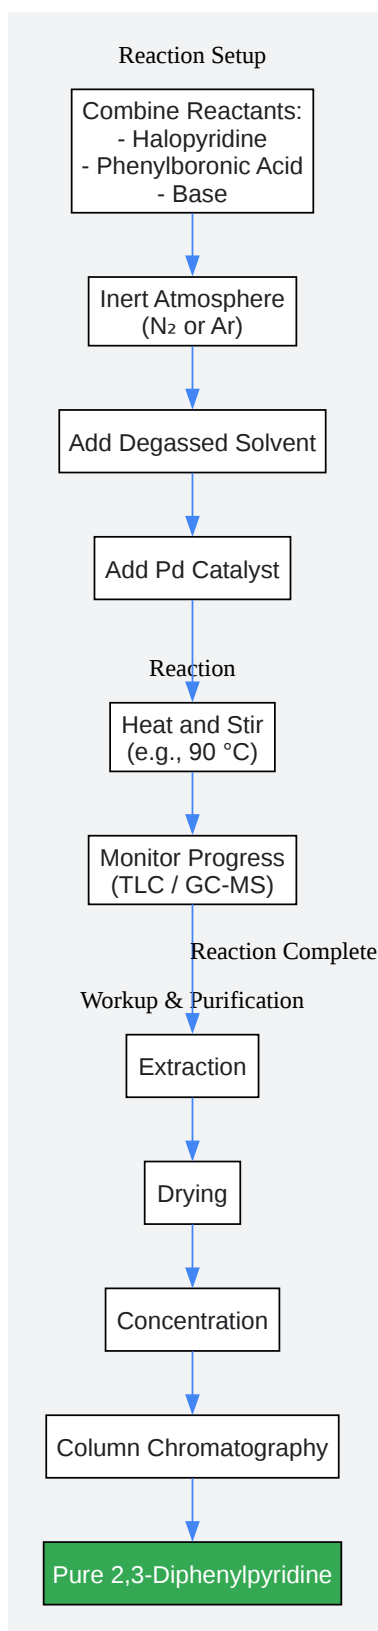 Reaction Setup
Combine Reactants:
- Halopyridine
- Phenylboronic Acid
- Base
Inert Atmosphere
(N₂ or Ar)
Add Degassed Solvent
Add Pd Catalyst
Reaction
Heat and Stir
(e.g., 90 °C)
Monitor Progress
(TLC / GC-MS)
Reaction Complete
Workup & Purification
Extraction
Drying
Concentration
Column Chromatography
Pure 2,3-Diphenylpyridine